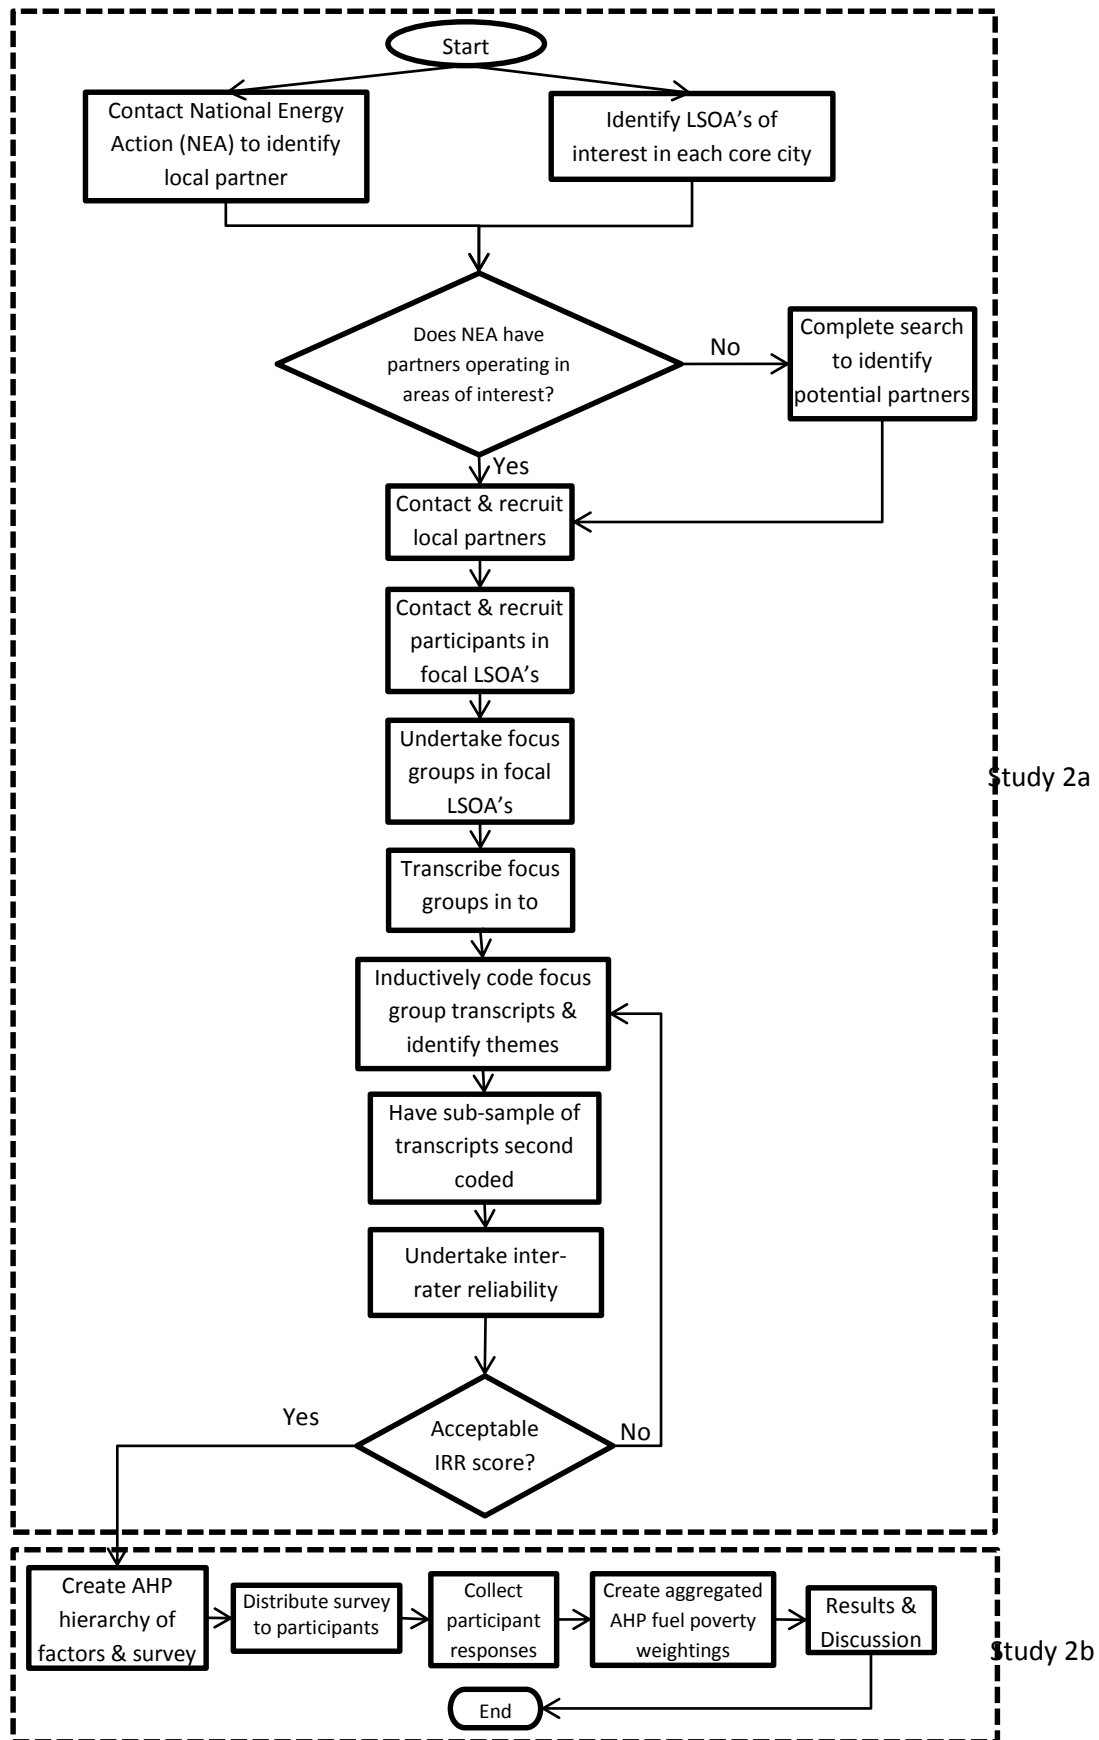 Start
Contact National Energy
Action (NEA) to identify
local partner
Identify LSOA’s of
interest in each core city
Does NEA have
partners operating in
areas of interest?
No
Complete search
to identify
potential partners
Yes
Contact & recruit
local partners
Contact & recruit
participants in
focal LSOA’s
Undertake focus
groups in focal
LSOA’s
Study 2a
Transcribe focus
groups in to
Inductively code focus
group transcripts &
identify themes
Have sub-sample of
transcripts second
coded
Undertake inter-
rater reliability
Yes
Acceptable
IRR score?
No
Create AHP
hierarchy of
factors & survey
Distribute survey
to participants
Collect
participant
responses
Create aggregated
AHP fuel poverty
weightings
Results &
Discussion
Study 2b
End